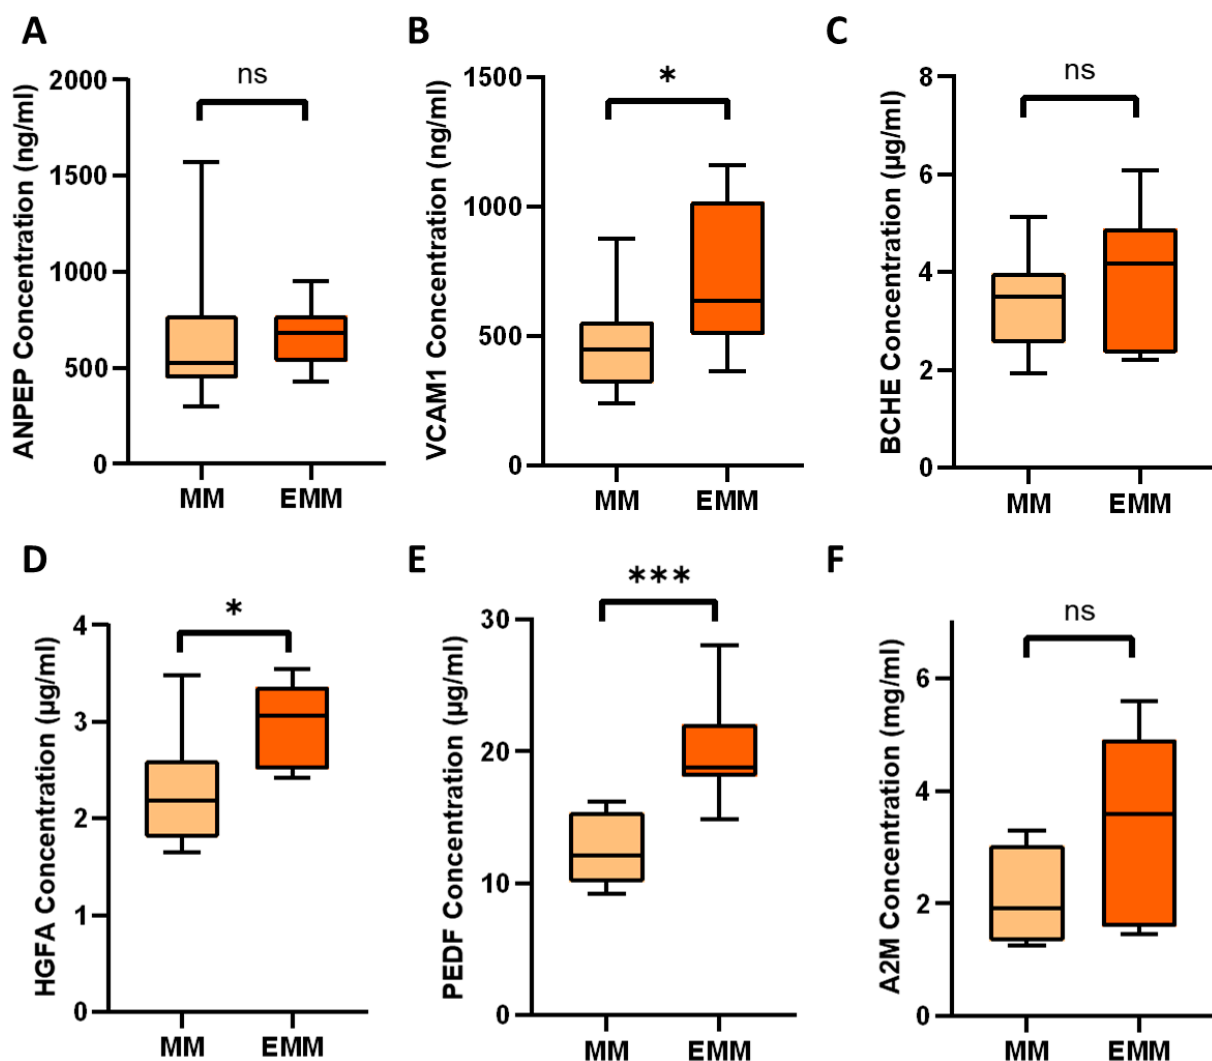 A
ANPEP Concentration (ng/ml)
2000
1500
1000
500
0
ns
MM EMM
B
VCAM1 Concentration (ng/ml)
1500
1000
500
0
*
MM EMM
C
BCHE Concentration (µg/ml)
8
6
4
2
0
ns
MM EMM
D
HGFA Concentration (µg/ml)
4
3
2
1
0
*
MM EMM
E
PEDF Concentration (µg/ml)
30
20
10
0
***
MM EMM
F
A2M Concentration (mg/ml)
6
4
2
0
ns
MM EMM